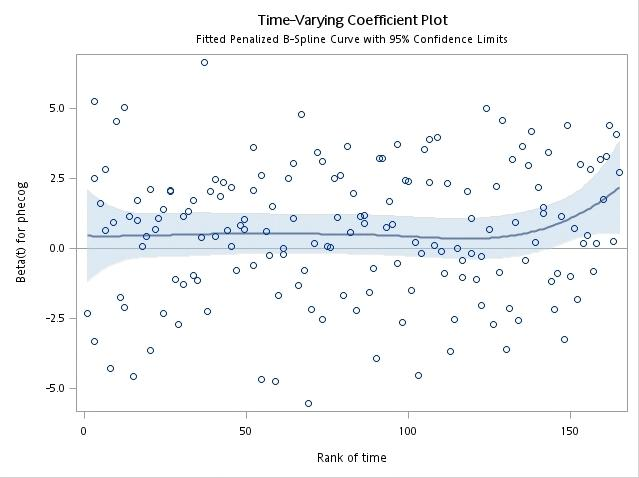 Time-Varying Coefficient Plot
Fitted Penalized B-Spline Curve with 95% Confidence Limits
5.0
2.5
0.0
-2.5
-5.0
Beta(t) for phecog
0
50
100
150
Rank of time